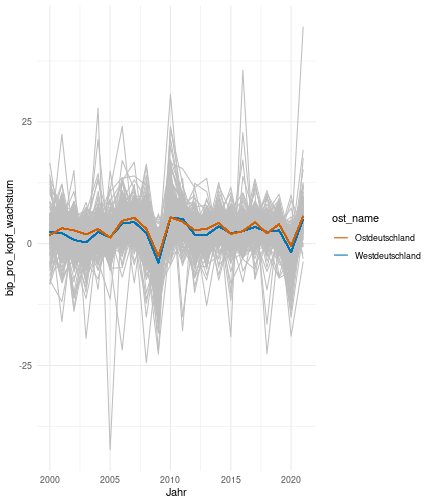 bip_pro_kopf_wachstum
25
0
-25
2000
2005
2010
2015
2020
Jahr
ost_name
Ostdeutschland
Westdeutschland